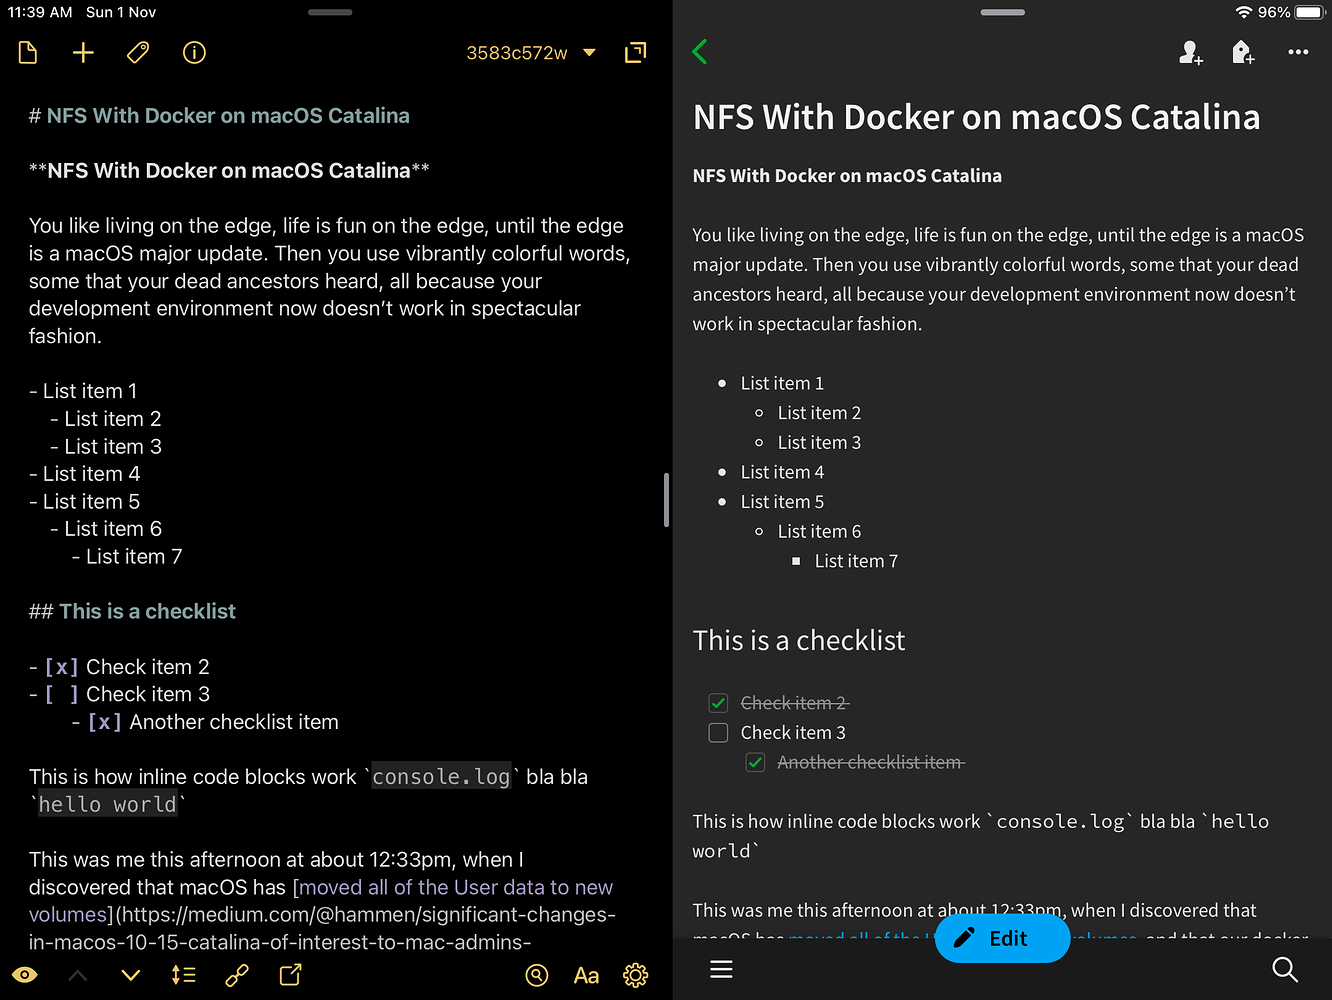 11:39 AM Sun 1 Nov
3583c572w
# NFS With Docker on macOS Catalina
**NFS With Docker on macOS Catalina**
You like living on the edge, life is fun on the edge, until the edge
is a macOS major update. Then you use vibrantly colorful words,
some that your dead ancestors heard, all because your
development environment now doesn’t work in spectacular
fashion.
- List item 1
- List item 2
- List item 3
- List item 4
- List item 5
- List item 6
- List item 7
## This is a checklist
- [x] Check item 2
- [ ] Check item 3
- [x] Another checklist item
This is how inline code blocks work `console.log` bla bla
`hello world`
This was me this afternoon at about 12:33pm, when I
discovered that macOS has [moved all of the User data to new
volumes](https://medium.com/@hammen/significant-changes-
in-macos-10-15-catalina-of-interest-to-mac-admins-
Aa
96%
NFS With Docker on macOS Catalina
NFS With Docker on macOS Catalina
You like living on the edge, life is fun on the edge, until the edge is a macOS
major update. Then you use vibrantly colorful words, some that your dead
ancestors heard, all because your development environment now doesn’t
work in spectacular fashion.
• List item 1
◦ List item 2
◦ List item 3
• List item 4
• List item 5
◦ List item 6
▪ List item 7
This is a checklist
Check item 2
Check item 3
Another checklist item
This is how inline code blocks work `console.log` bla bla `hello
world`
This was me this afternoon at about 12:33pm, when I discovered that
macOS has moved all of the U volumes, and that our docker
Edit